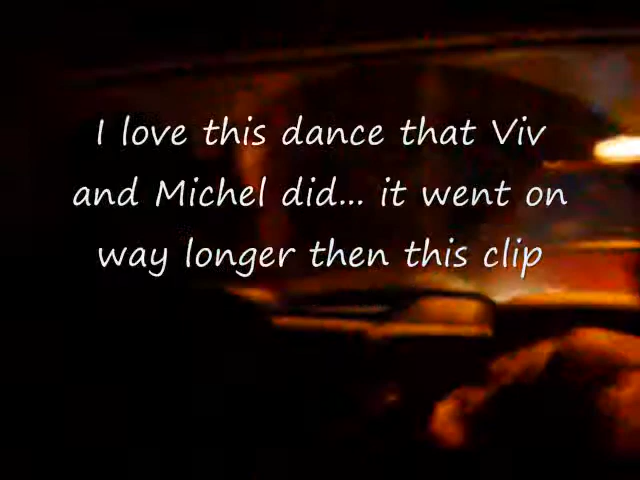 I love this dance that Viv
and Michel did... it went on
way longer then this clip